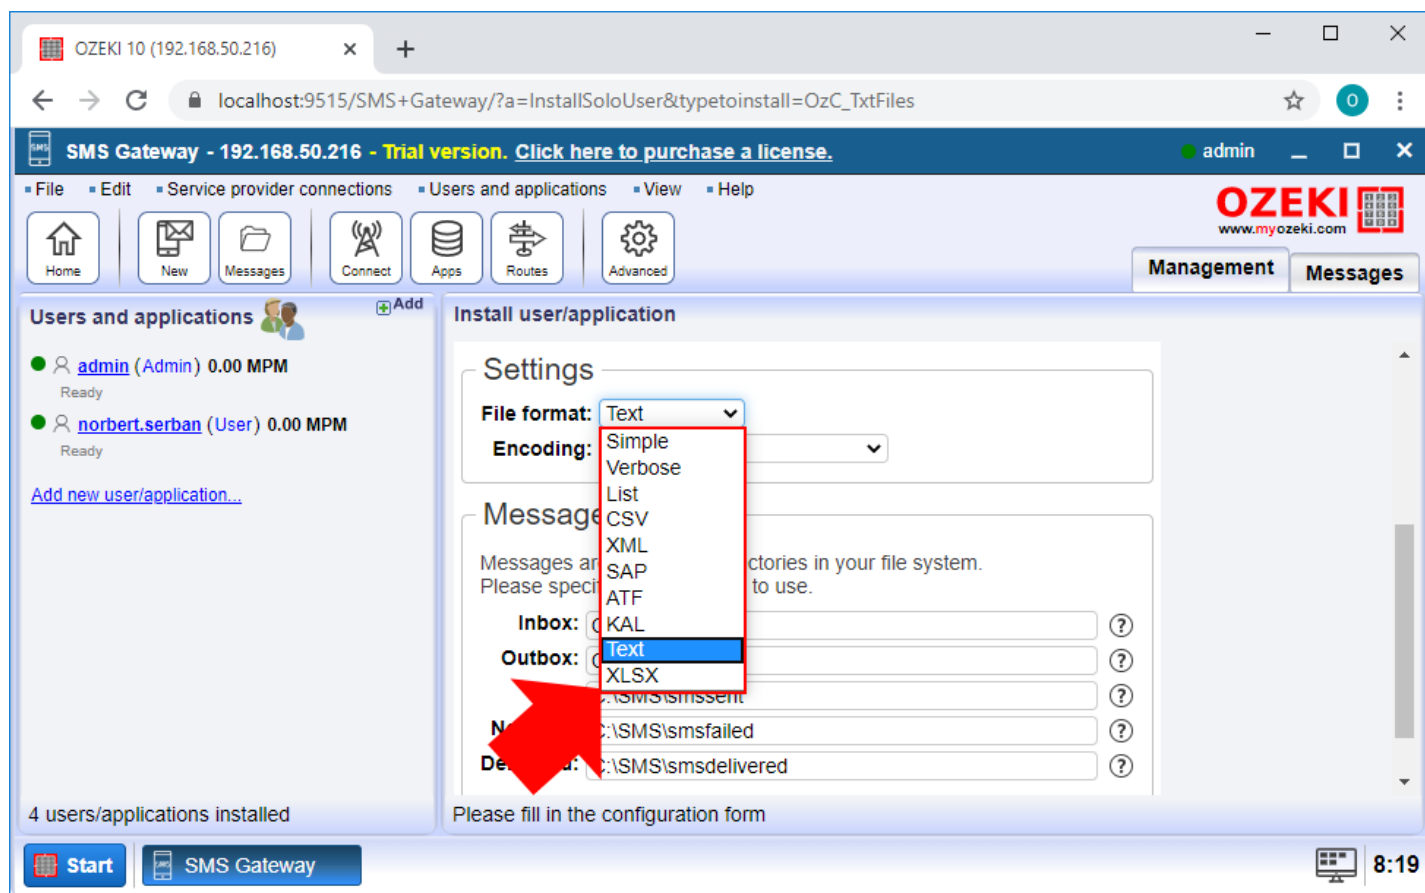 OZEKI 10 (192.168.50.216)
localhost:9515/SMS+Gateway/?a=InstallSoloUser&typetoinstall=OzC_TxtFiles
O
SMS Gateway - 192.168.50.216 - Trial version. Click here to purchase a license.
admin
File Edit Service provider connections Users and applications View Help
OZEKI
www.myozeki.com
Home New Messages Connect Apps Routes Advanced
Management Messages
Users and applications
Add
admin (Admin) 0.00 MPM
Ready
norbert.serban (User) 0.00 MPM
Ready
Add new user/application...
4 users/applications installed
Install user/application
Settings
File format: Text
Encoding:
Simple
Verbose
List
CSV
XML
SAP
ATF
KAL
Text
XLSX
Message
Messages ar ctories in your file system.
Please speci to use.
Inbox:
Outbox:
C:\SMS\smssent
:\SMS\smsfailed
:\SMS\smsdelivered
Please fill in the configuration form
Start SMS Gateway 8:19